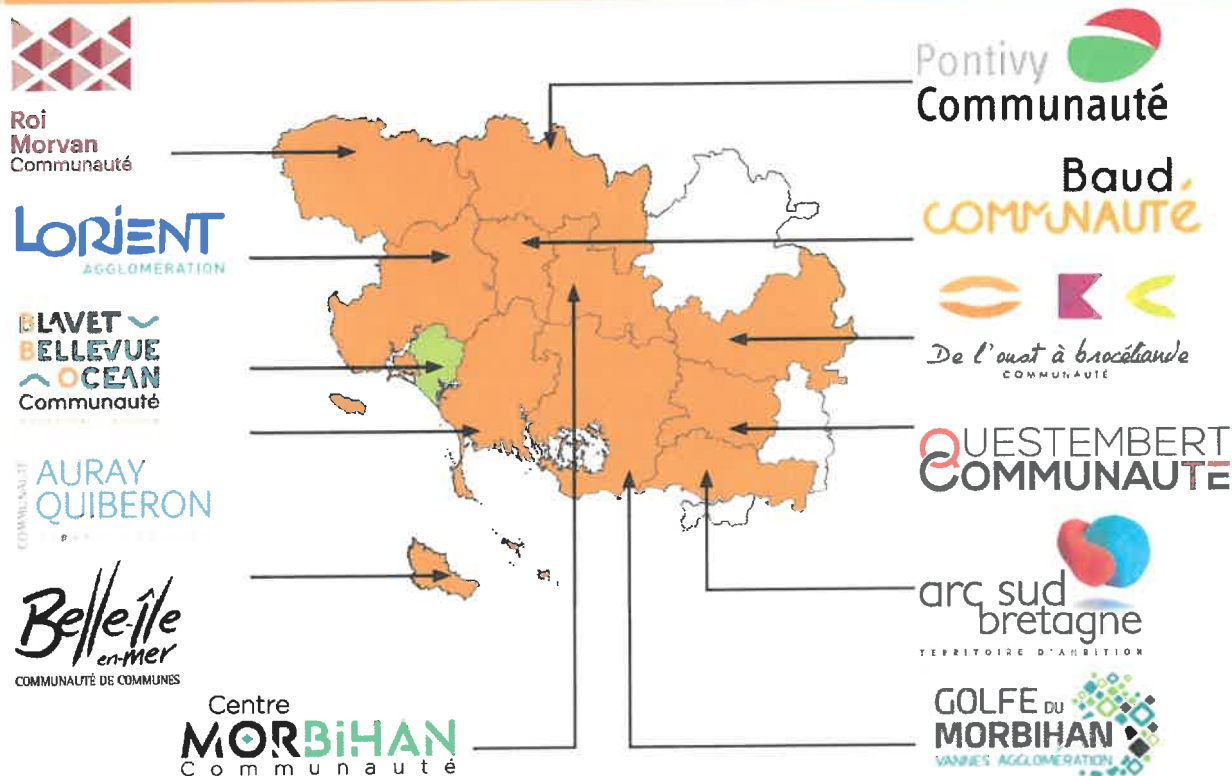 Roi
Morvan
Communauté
LORIENT
AGGLOMÉRATION
BLAVET
BELLEVUE
OCEAN
Communauté
COMMUNAUTÉ
AURAY
QUIBERON
Belle-île
en-mer
COMMUNAUTÉ DE COMMUNES
Centre
MORBIHAN
Communauté
Pontivy
Communauté
Baud
COMMUNAUTÉ
De l'oust à brocéliande
COMMUNAUTÉ
QUESTEMBERT
COMMUNAUTE
arc sud
bretagne
TERRITOIRE D'AMBITION
GOLFE DU
MORBIHAN
VANNES AGGLOMÉRATION